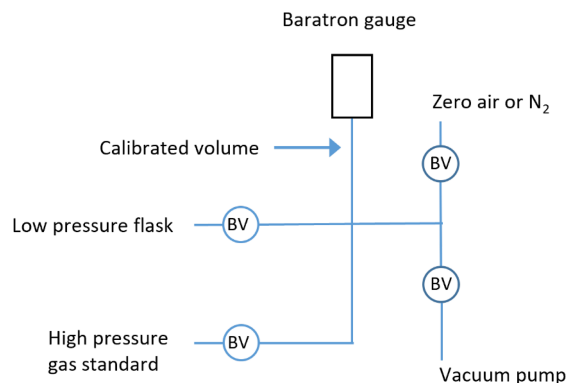 Baratron gauge
Zero air or N₂
Calibrated volume
BV
Low pressure flask
BV
BV
High pressure
gas standard
BV
Vacuum pump